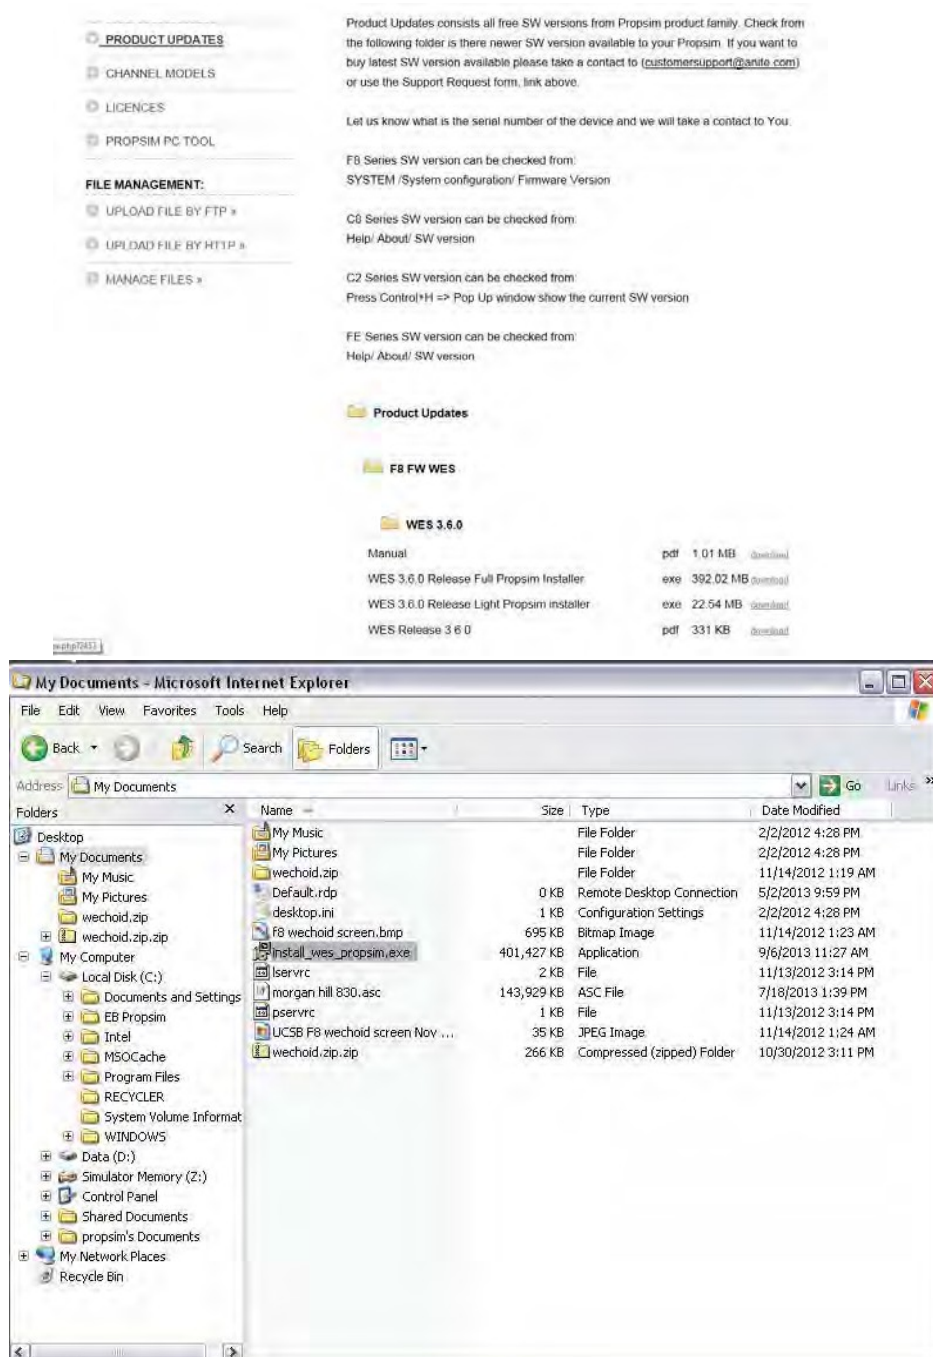 PRODUCT UPDATES
CHANNEL MODELS
LICENCES
PROPSIM PC TOOL
FILE MANAGEMENT:
UPLOAD FILE BY FTP »
UPLOAD FILE BY HTTP »
MANAGE FILES »
Product Updates consists all free SW versions from Propsim product family. Check from
the following folder is there newer SW version available to your Propsim. If you want to
buy latest SW version available please take a contact to (customersupport@anite.com)
or use the Support Request form, link above.
Let us know what is the serial number of the device and we will take a contact to You.
F8 Series SW version can be checked from:
SYSTEM /System configuration/ Firmware Version
C8 Series SW version can be checked from:
Help/ About/ SW version
C2 Series SW version can be checked from:
Press Control+H => Pop Up window show the current SW version
FE Series SW version can be checked from:
Help/ About/ SW version
Product Updates
F8 FW WES
WES 3.6.0
Manual pdf 1.01 MB download
WES 3.6.0 Release Full Propsim Installer exe 392.02 MB download
WES 3.6.0 Release Light Propsim installer exe 22.54 MB download
WES Release 3 6 0 pdf 331 KB download
My Documents - Microsoft Internet Explorer
File Edit View Favorites Tools Help
Back Search Folders
Address My Documents Go Links »
Folders X
Desktop
My Documents
My Music
My Pictures
wechoid.zip
wechoid.zip.zip
My Computer
Local Disk (C:)
Documents and Settings
EB Propsim
Intel
MSOCache
Program Files
RECYCLER
System Volume Informat
WINDOWS
Data (D:)
Simulator Memory (Z:)
Control Panel
Shared Documents
propsim's Documents
My Network Places
Recycle Bin
Name Size Type Date Modified
My Music File Folder 2/2/2012 4:28 PM
My Pictures File Folder 2/2/2012 4:28 PM
wechoid.zip File Folder 11/14/2012 1:19 AM
Default.rdp 0 KB Remote Desktop Connection 5/2/2013 9:59 PM
desktop.ini 1 KB Configuration Settings 2/2/2012 4:28 PM
f8 wechoid screen.bmp 695 KB Bitmap Image 11/14/2012 1:23 AM
install_wes_propsim.exe 401,427 KB Application 9/6/2013 11:27 AM
lservrc 2 KB File 11/13/2012 3:14 PM
morgan hill 830.asc 143,929 KB ASC File 7/18/2013 1:39 PM
pservrc 1 KB File 11/13/2012 3:14 PM
UCSB F8 wechoid screen Nov ... 35 KB JPEG Image 11/14/2012 1:24 AM
wechoid.zip.zip 266 KB Compressed (zipped) Folder 10/30/2012 3:11 PM